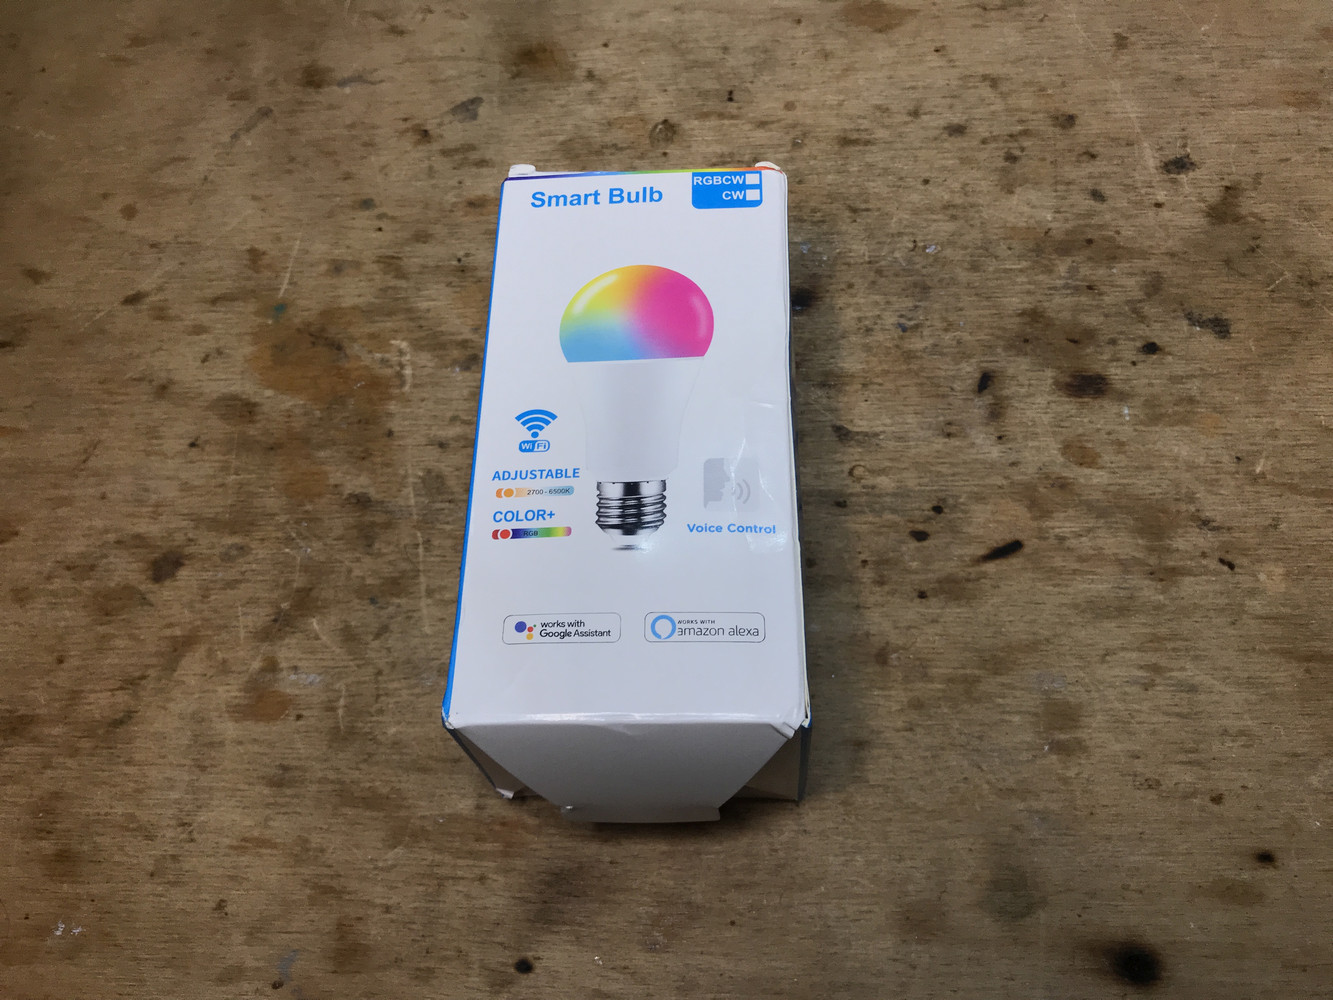 Smart Bulb
RGBCW
CW
WiFi
ADJUSTABLE
2700 - 6500K
COLOR+
RGB
Voice Control
works with
Google Assistant
WORKS WITH
amazon alexa